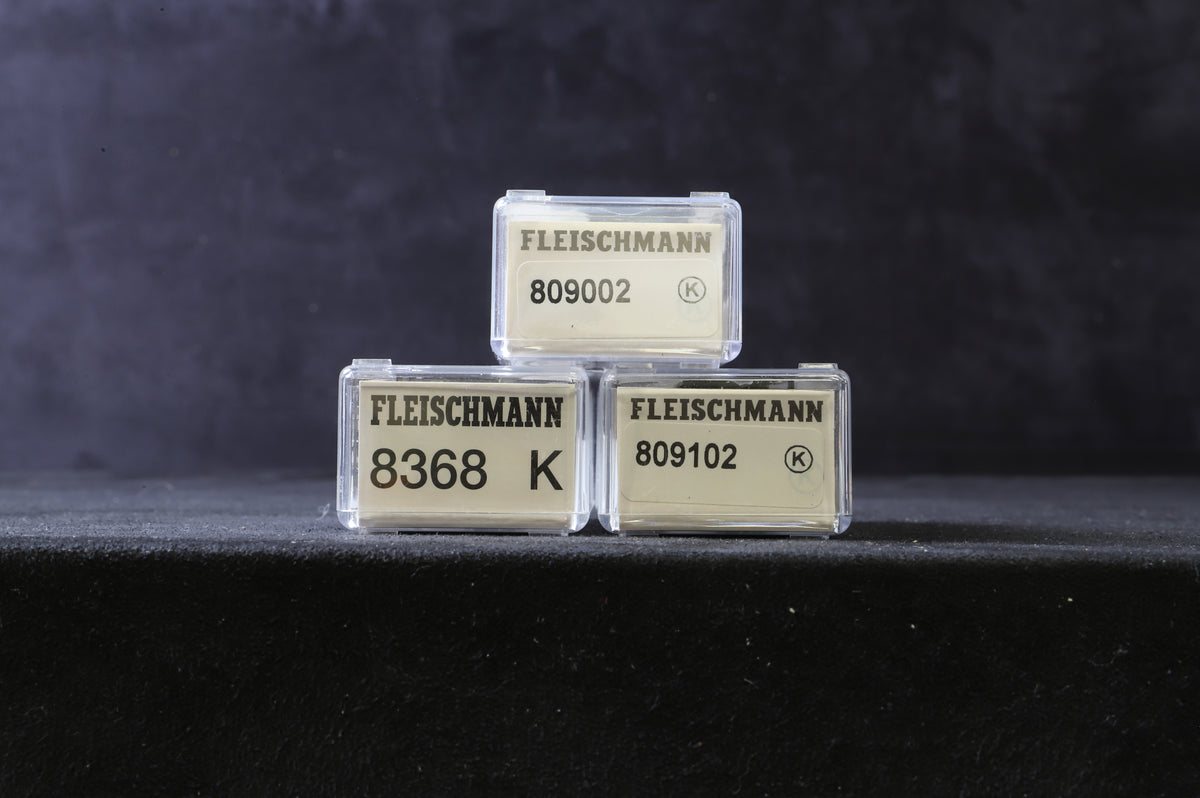 FLEISCHMANN
809002 K
FLEISCHMANN
8368 K
FLEISCHMANN
809102 K